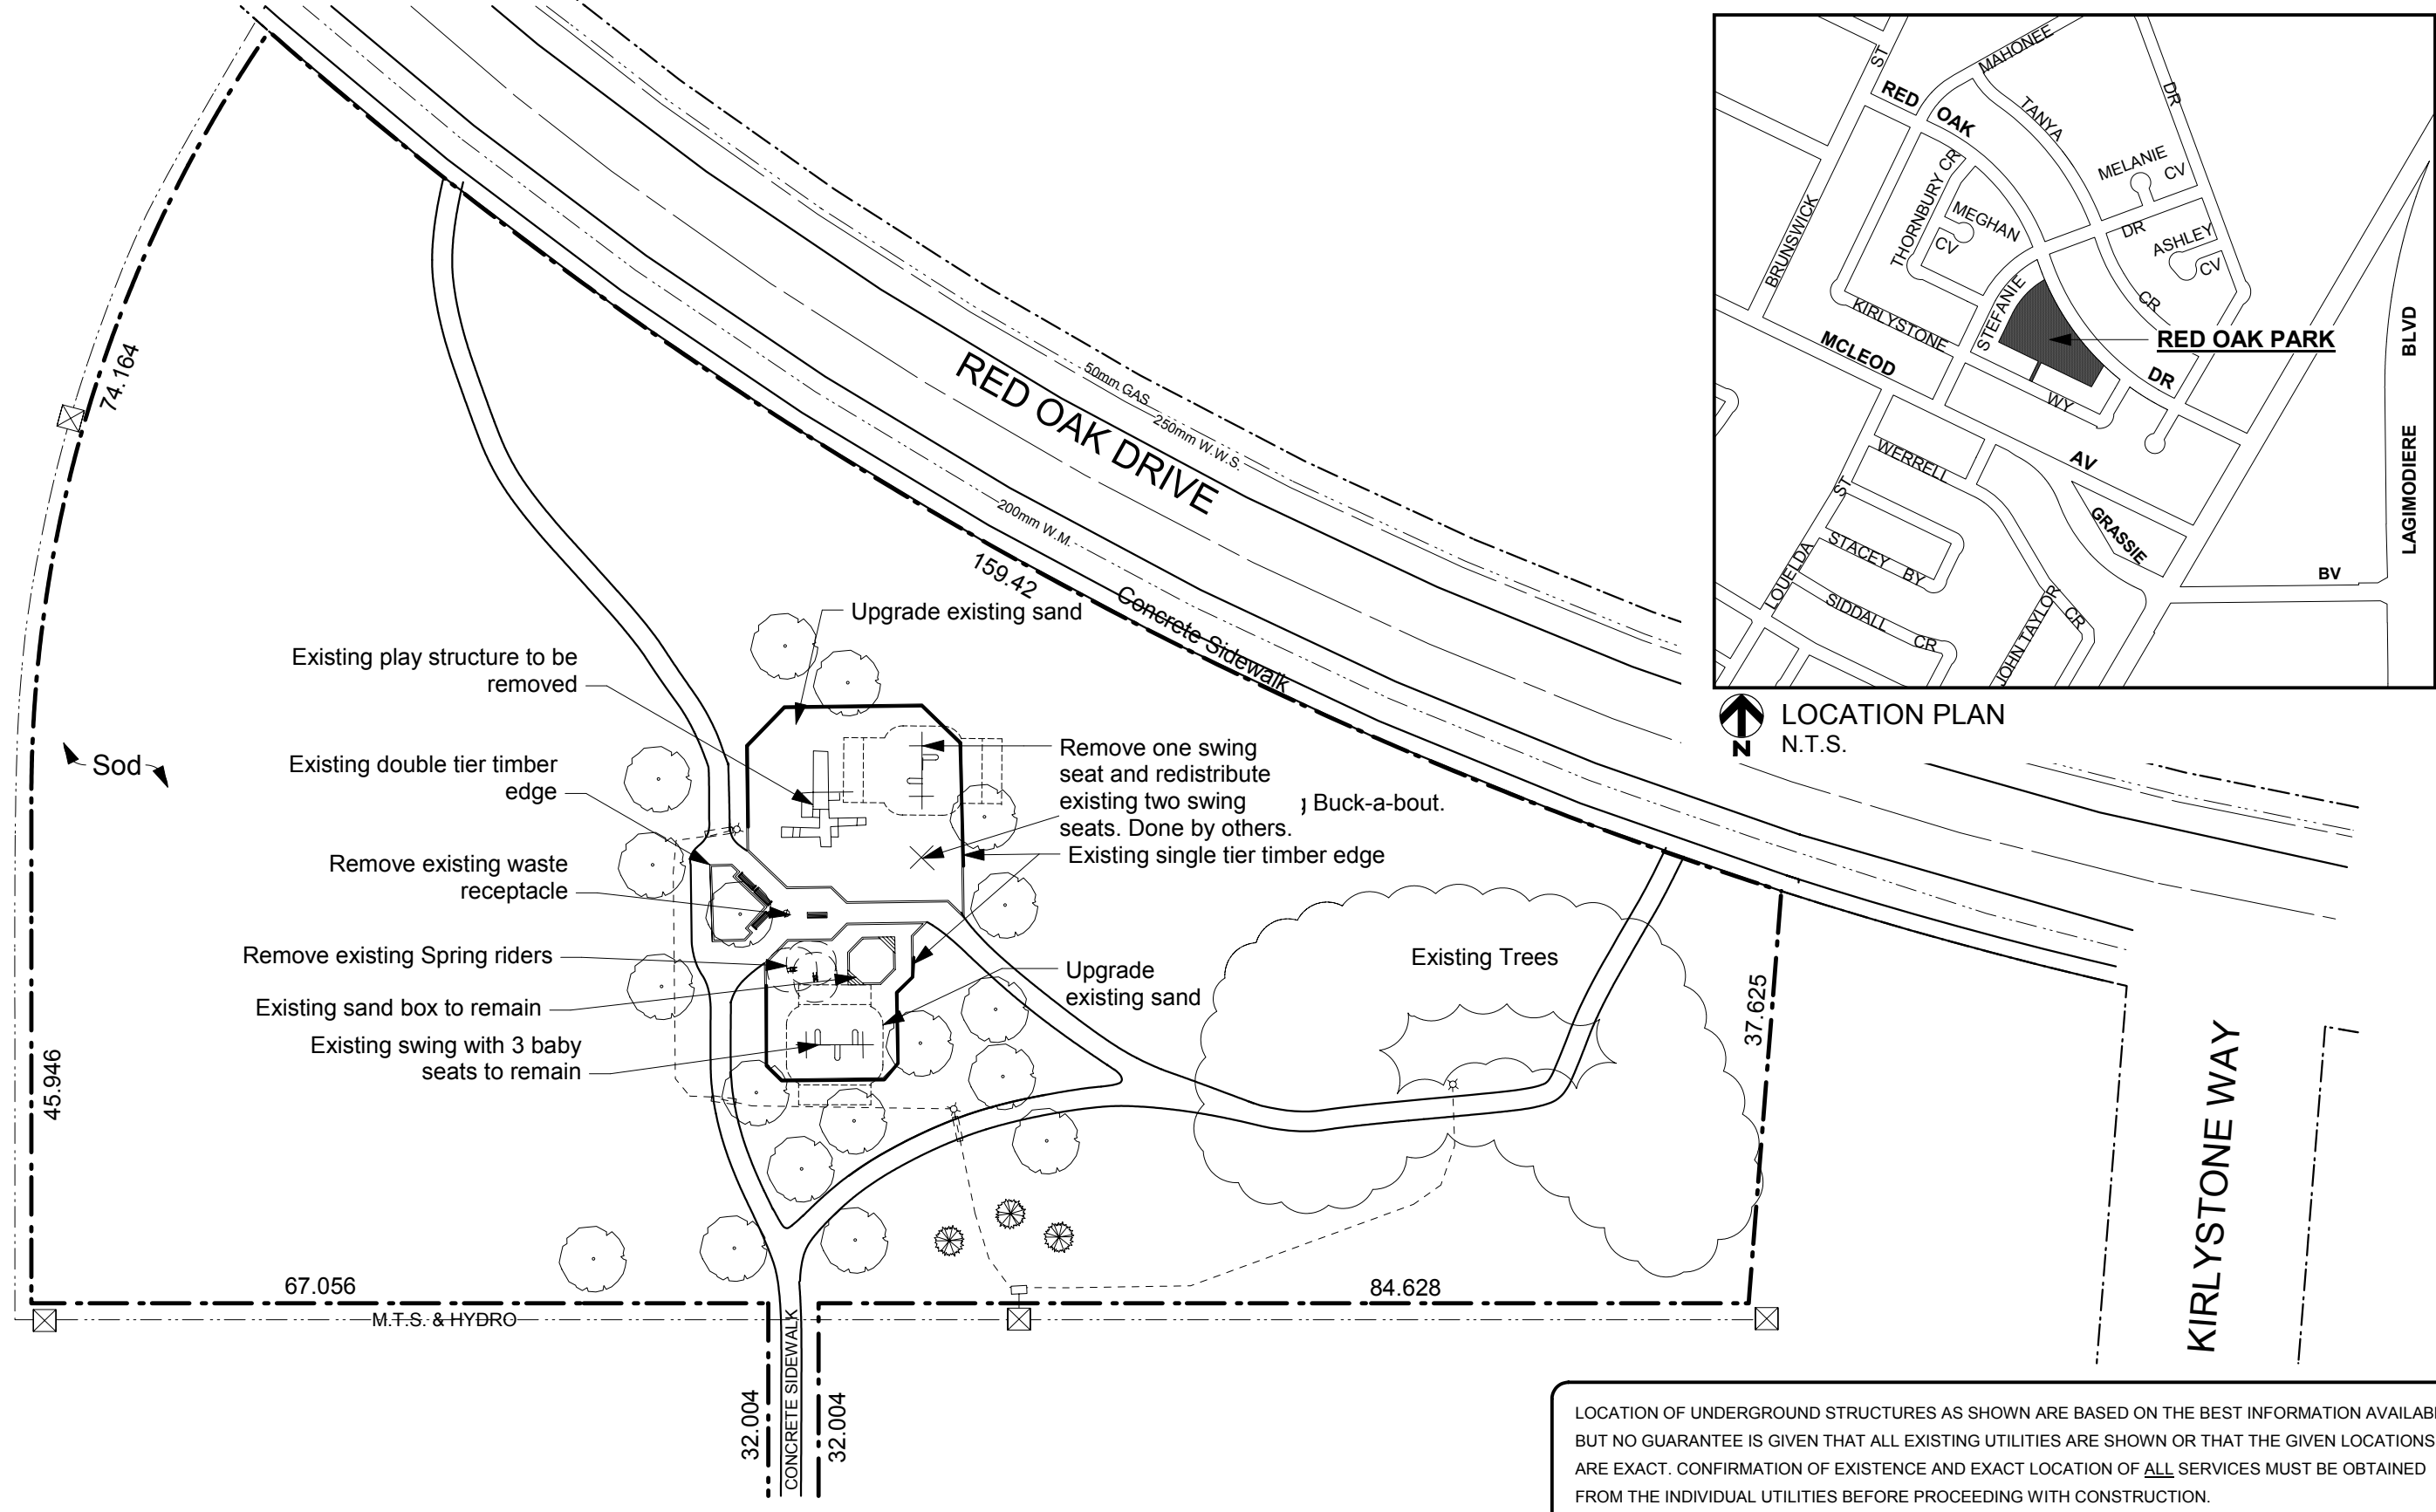 74.164
RED OAK DRIVE
50mm GAS
250mm W.W.S.
200mm W.M.
159.42
Concrete Sidewalk
Upgrade existing sand
Existing play structure to be
removed
Sod
Existing double tier timber
edge
Remove one swing
seat and redistribute
existing two swing
seats. Done by others.
Buck-a-bout.
Existing single tier timber edge
Remove existing waste
receptacle
Remove existing Spring riders
Existing sand box to remain
Existing swing with 3 baby
seats to remain
Upgrade
existing sand
Existing Trees
37.625
45.946
67.056
84.628
M.T.S. & HYDRO
32.004
CONCRETE SIDEWALK
32.004
KIRLYSTONE WAY
ST
MAHONEE
RED
OAK
TANYA
DR
MELANIE
CV
THORNBURY CR
MEGHAN
CV
DR
ASHLEY
CV
BRUNSWICK
STEFANIE
CR
KIRLYSTONE
RED OAK PARK
MCLEOD
DR
WY
BLVD
LAGIMODIERE
WERRELL
AV
ST
GRASSIE
STACEY BY
LOUELDA
SIDDALL
CR
JOHN TAYLOR
CR
BV
N
LOCATION PLAN
N.T.S.
LOCATION OF UNDERGROUND STRUCTURES AS SHOWN ARE BASED ON THE BEST INFORMATION AVAILAB
BUT NO GUARANTEE IS GIVEN THAT ALL EXISTING UTILITIES ARE SHOWN OR THAT THE GIVEN LOCATIONS
ARE EXACT. CONFIRMATION OF EXISTENCE AND EXACT LOCATION OF ALL SERVICES MUST BE OBTAINED
FROM THE INDIVIDUAL UTILITIES BEFORE PROCEEDING WITH CONSTRUCTION.